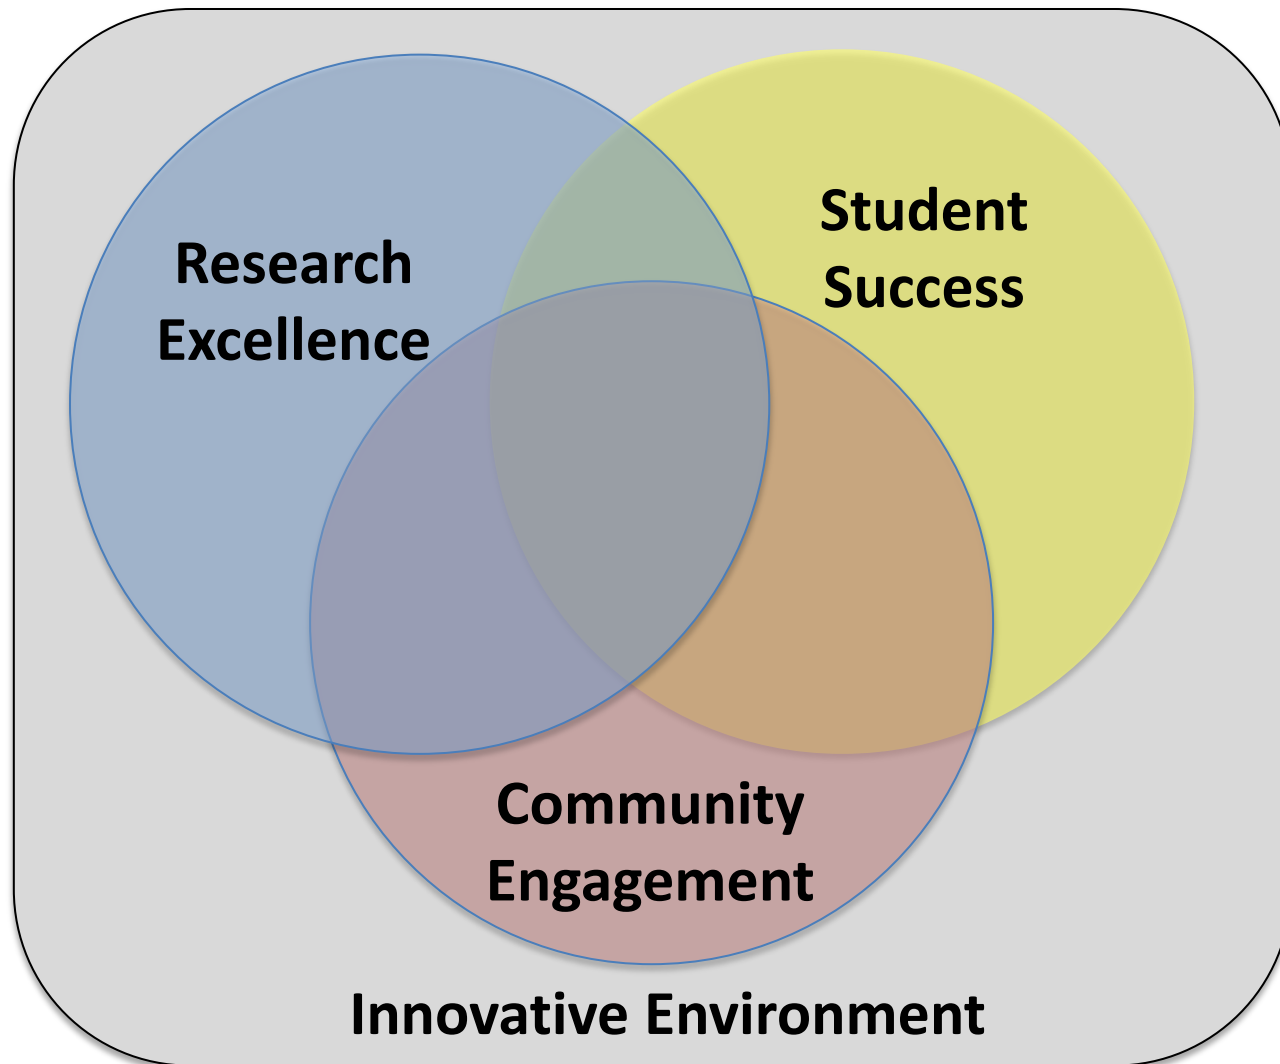 Research
Excellence
Student
Success
Community
Engagement
Innovative Environment